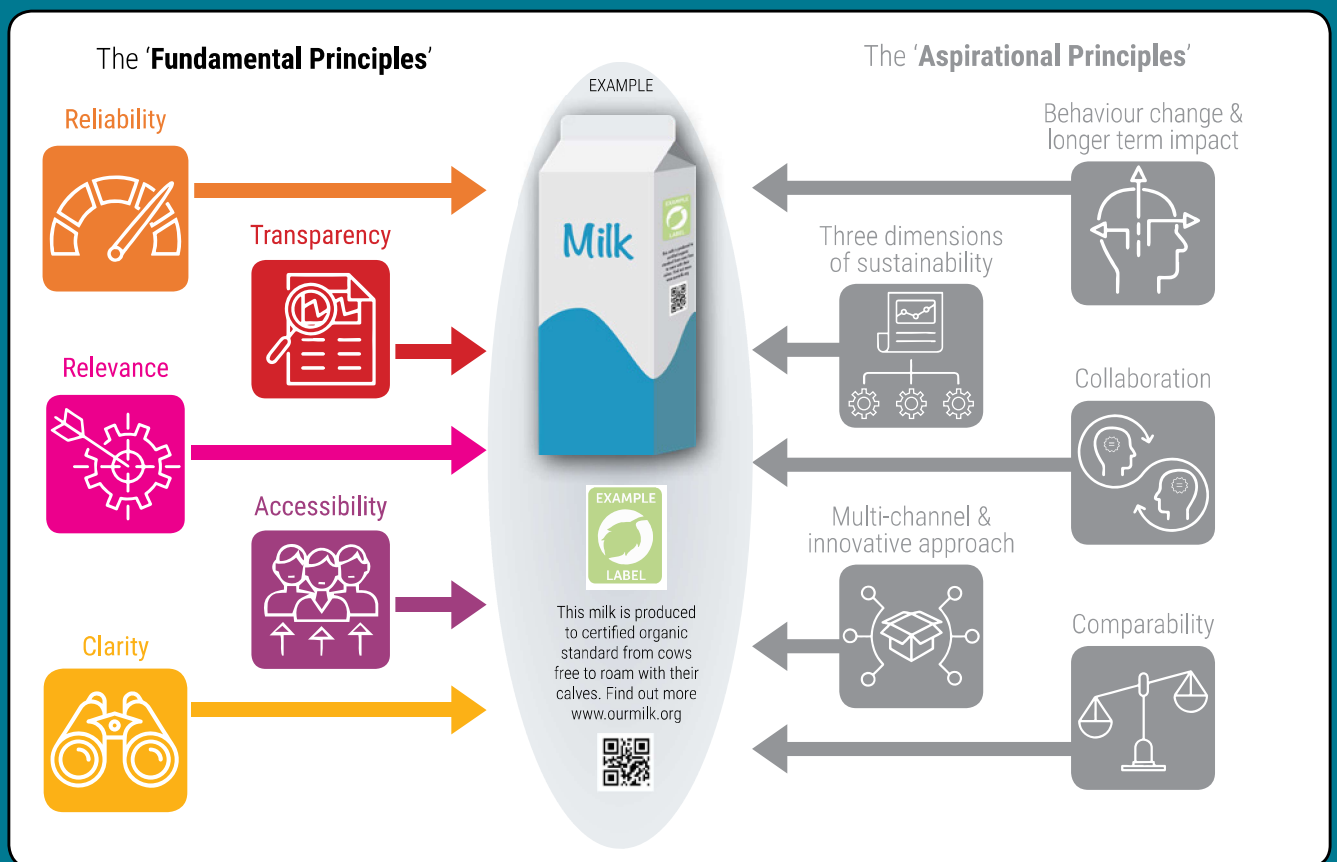 The ‘Fundamental Principles’
Reliability
Transparency
Relevance
Accessibility
Clarity
EXAMPLE
Milk
EXAMPLE
LABEL
EXAMPLE
LABEL
This milk is produced
to certified organic
standard from cows
free to roam with their
calves. Find out more
www.ourmilk.org
The ‘Aspirational Principles’
Behaviour change &
longer term impact
Three dimensions
of sustainability
Collaboration
Multi-channel &
innovative approach
Comparability